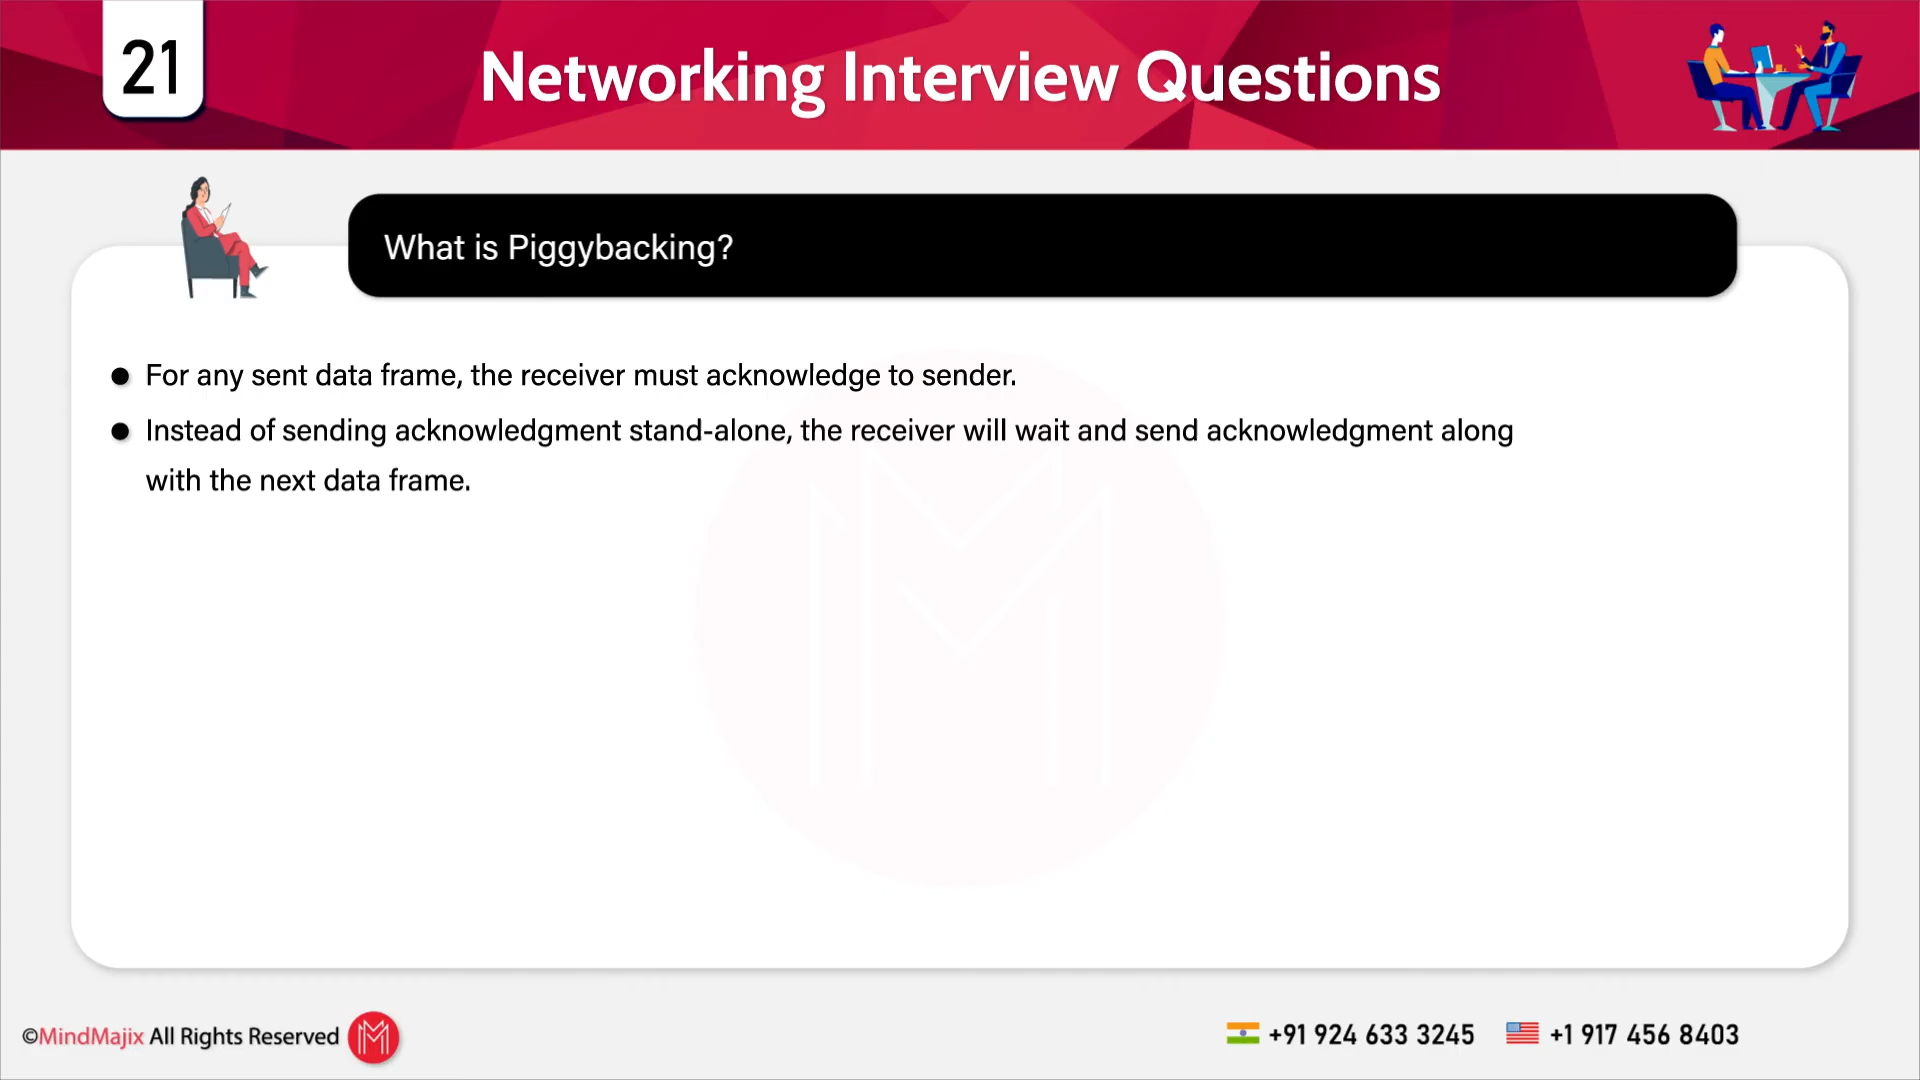 21
Networking Interview Questions
What is Piggybacking?
● For any sent data frame, the receiver must acknowledge to sender.
● Instead of sending acknowledgment stand-alone, the receiver will wait and send acknowledgment along
with the next data frame.
©MindMajix All Rights Reserved
+91 924 633 3245
+1 917 456 8403